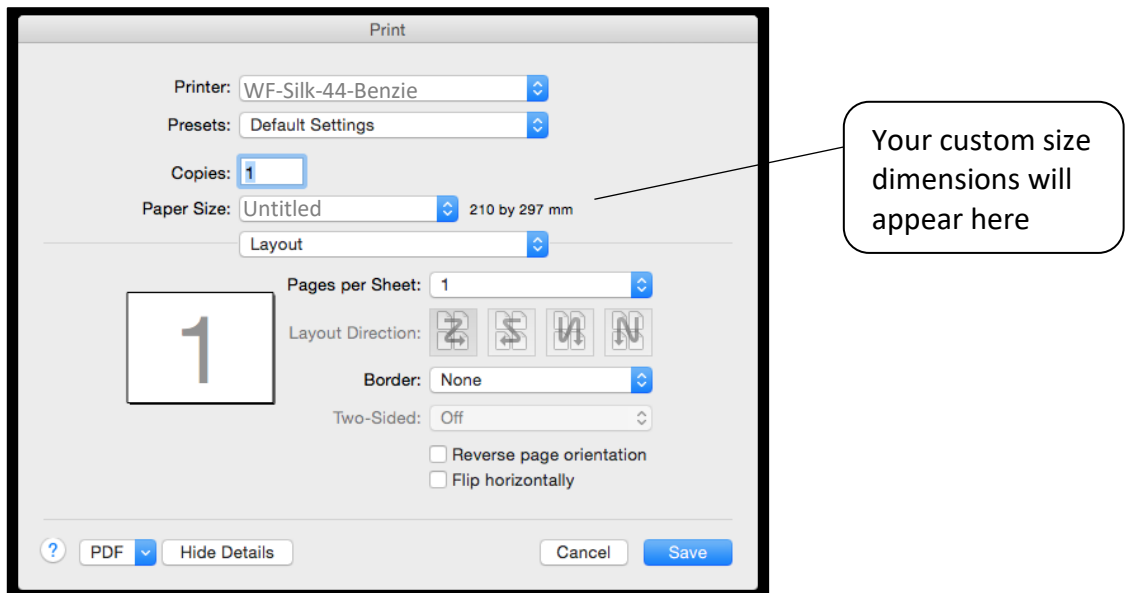 Print
Printer: WF-Silk-44-Benzie
Presets: Default Settings
Copies: 1
Paper Size: Untitled 210 by 297 mm
Layout
Your custom size
dimensions will
appear here
Pages per Sheet: 1
1
Layout Direction:
Border: None
Two-Sided: Off
Reverse page orientation
Flip horizontally
? PDF Hide Details Cancel Save